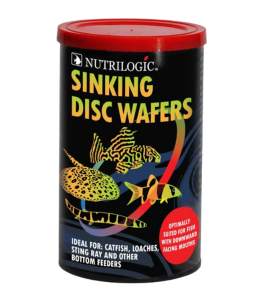 NUTRILOGIC®
SINKING
DISC WAFERS
IDEAL FOR: CATFISH, LOACHES,
STING RAY AND OTHER
BOTTOM FEEDERS
OPTIMALLY
SUITED FOR FISH
WITH DOWNWARD
FACING MOUTHS